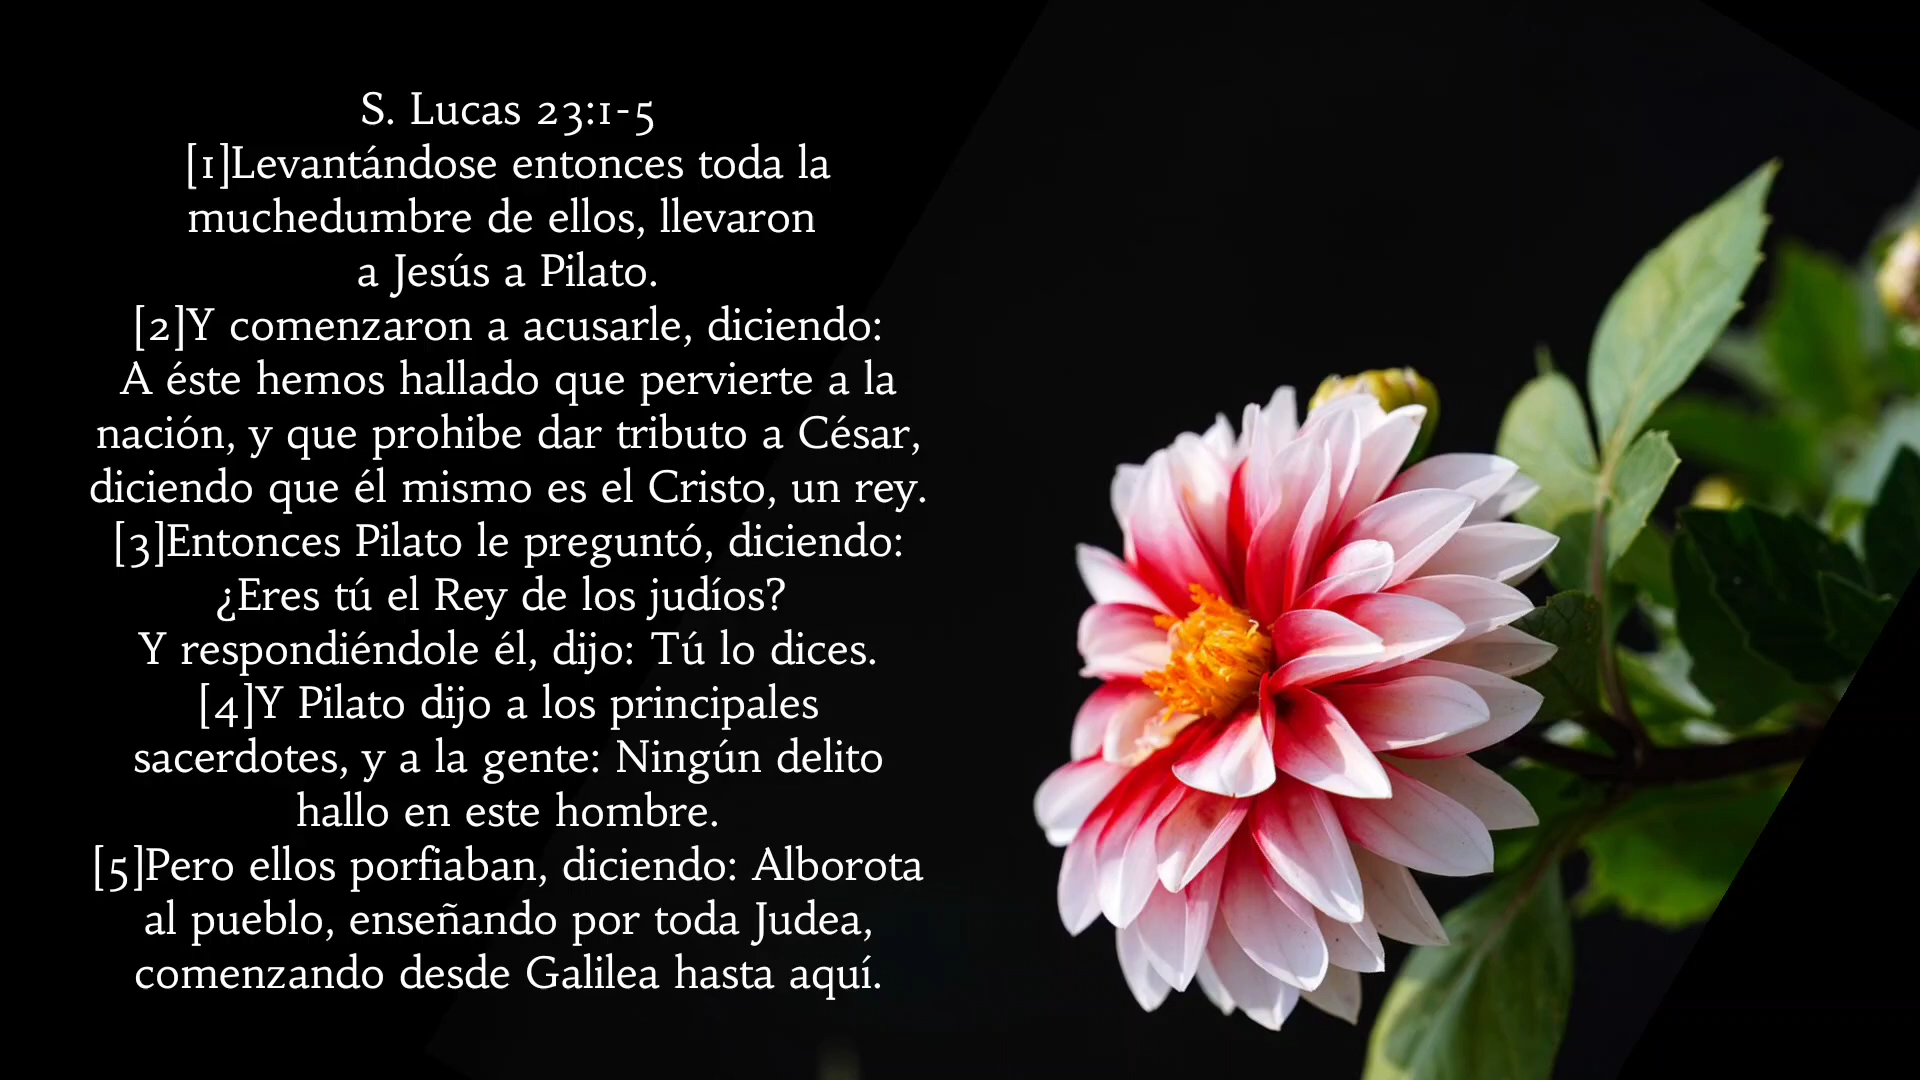 S. Lucas 23:1-5
[1]Levantándose entonces toda la
muchedumbre de ellos, llevaron
a Jesús a Pilato.
[2]Y comenzaron a acusarle, diciendo:
A éste hemos hallado que pervierte a la
nación, y que prohibe dar tributo a César,
diciendo que él mismo es el Cristo, un rey.
[3]Entonces Pilato le preguntó, diciendo:
¿Eres tú el Rey de los judíos?
Y respondiéndole él, dijo: Tú lo dices.
[4]Y Pilato dijo a los principales
sacerdotes, y a la gente: Ningún delito
hallo en este hombre.
[5]Pero ellos porfiaban, diciendo: Alborota
al pueblo, enseñando por toda Judea,
comenzando desde Galilea hasta aquí.